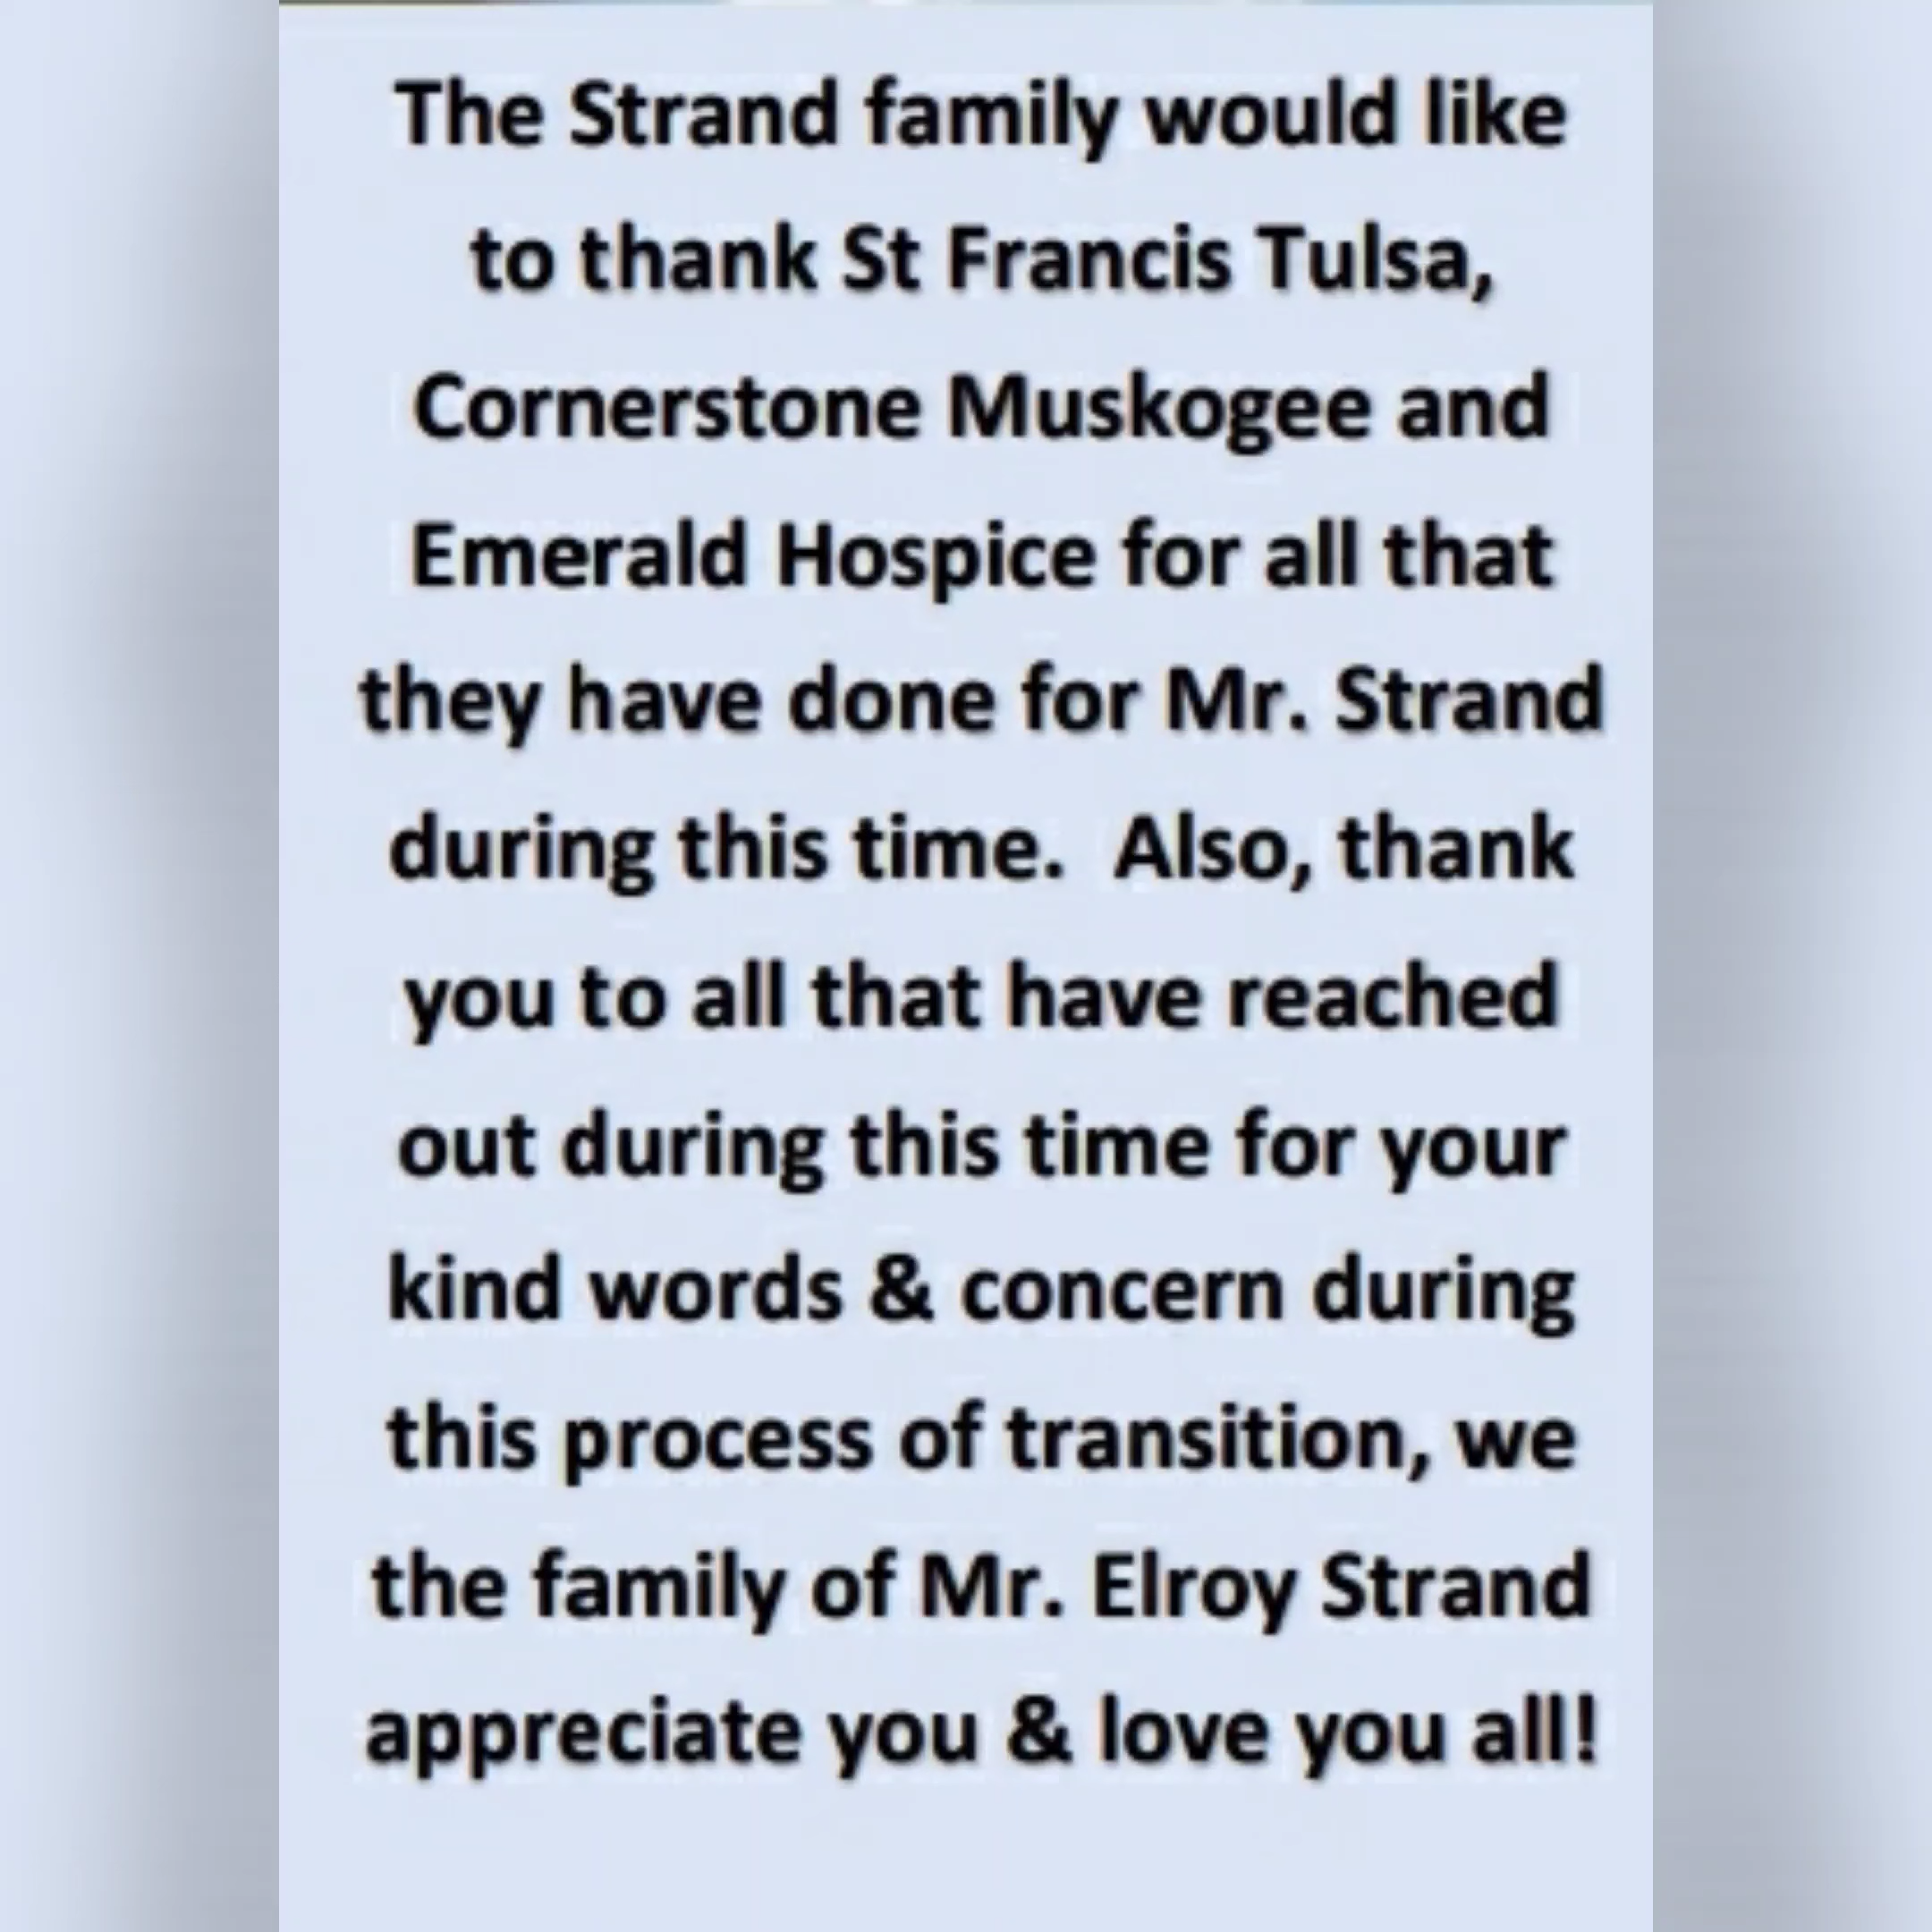 The Strand family would like
to thank St Francis Tulsa,
Cornerstone Muskogee and
Emerald Hospice for all that
they have done for Mr. Strand
during this time.  Also, thank
you to all that have reached
out during this time for your
kind words & concern during
this process of transition, we
the family of Mr. Elroy Strand
appreciate you & love you all!